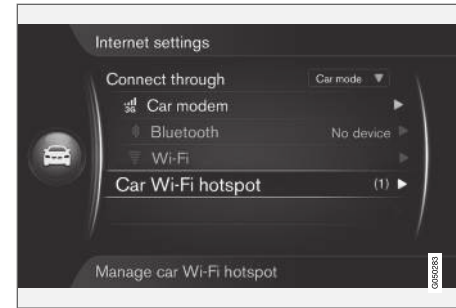 Internet settings
Connect through Car mode
3G Car modem
Bluetooth No device
Wi-Fi
Car Wi-Fi hotspot (1)
Manage car Wi-Fi hotspot
G050283